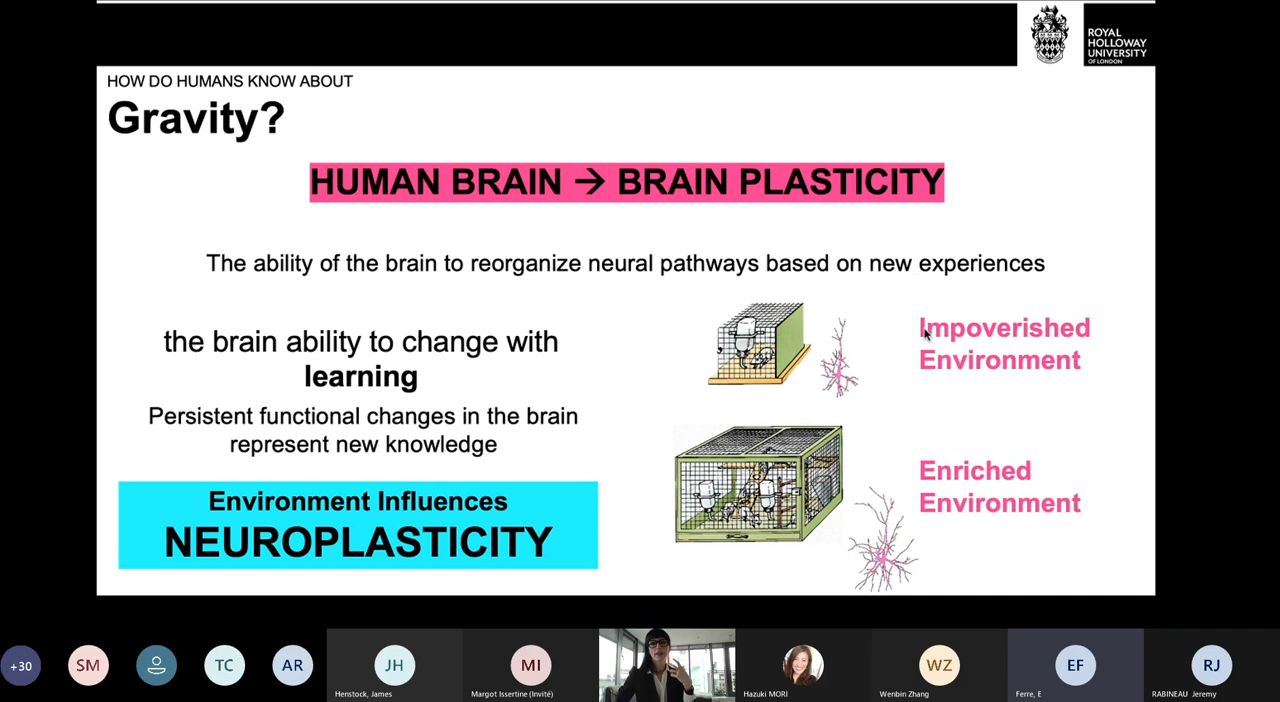 ROYAL
HOLLOWAY
UNIVERSITY
OF LONDON
HOW DO HUMANS KNOW ABOUT
Gravity?
HUMAN BRAIN → BRAIN PLASTICITY
The ability of the brain to reorganize neural pathways based on new experiences
the brain ability to change with
learning
Persistent functional changes in the brain
represent new knowledge
Environment Influences
NEUROPLASTICITY
Impoverished
Environment
Enriched
Environment
+30
SM
TC
AR
JH
Henstock, James
MI
Margot Issertine (Invité)
Hazuki MORI
WZ
Wenbin Zhang
EF
Ferre, E
RJ
RABINEAU Jeremy